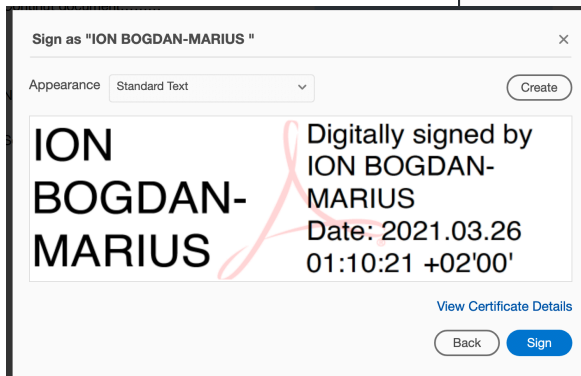 Sign as "ION BOGDAN-MARIUS "
Appearance
Standard Text
Create
ION
BOGDAN-
MARIUS
Digitally signed by
ION BOGDAN-
MARIUS
Date: 2021.03.26
01:10:21 +02'00'
View Certificate Details
Back
Sign